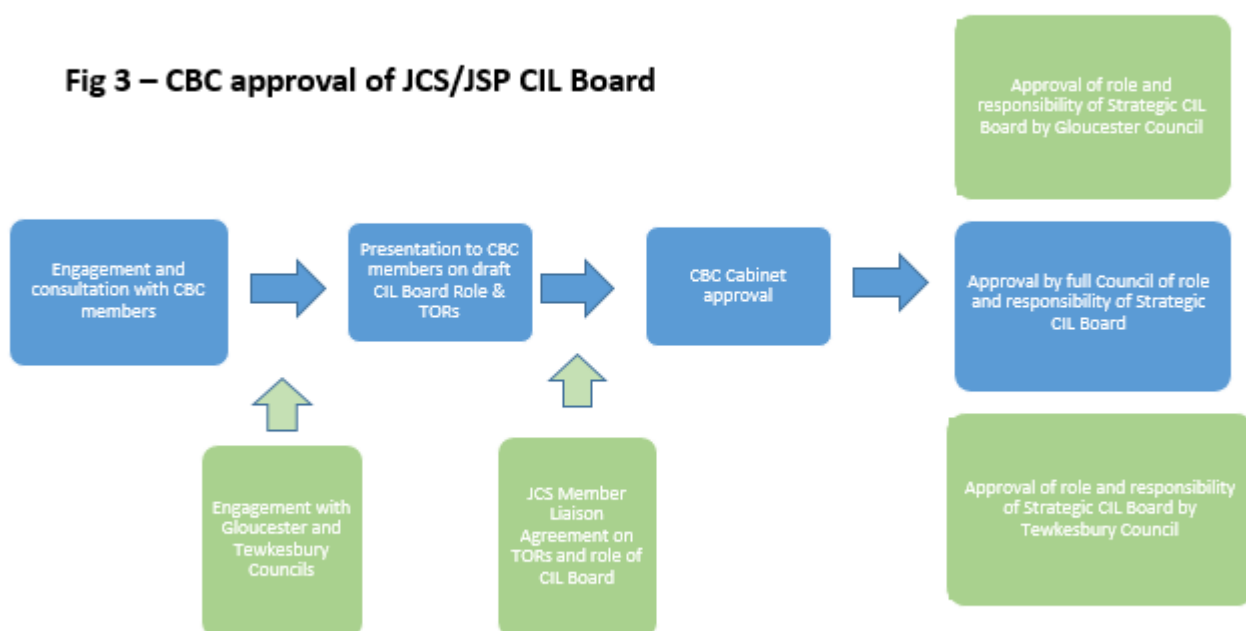 Fig 3 – CBC approval of JCS/JSP CIL Board
Approval of role and
responsibility of Strategic CIL
Board by Gloucester Council
Engagement and
consultation with CBC
members
Presentation to CBC
members on draft
CIL Board Role &
TORs
CBC Cabinet
approval
Approval by full Council of role
and responsibility of Strategic
CIL Board
Engagement with
Gloucester and
Tewkesbury
Councils
JCS Member
Liaison
Agreement on
TORs and role of
CIL Board
Approval of role and responsibility
of Strategic CIL Board by
Tewkesbury Council